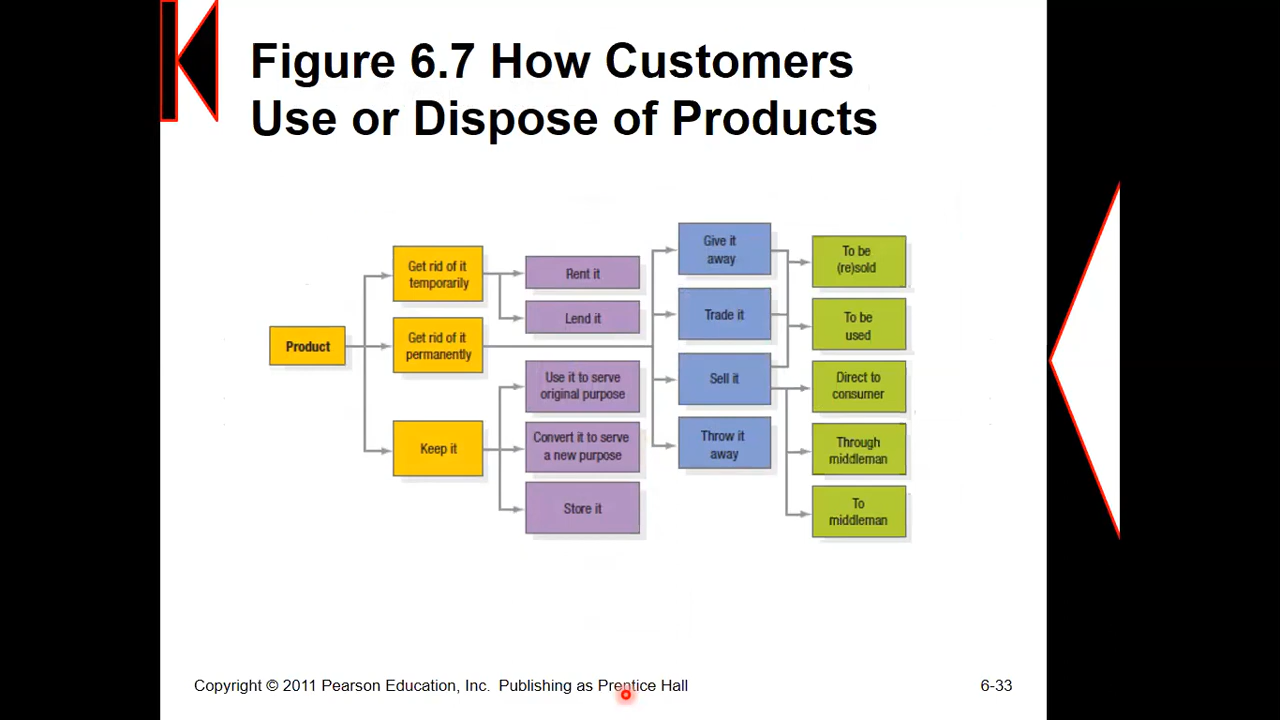 Figure 6.7 How Customers
Use or Dispose of Products
Product
Get rid of it
temporarily
Get rid of it
permanently
Keep it
Rent it
Lend it
Use it to serve
original purpose
Convert it to serve
a new purpose
Store it
Give it
away
Trade it
Sell it
Throw it
away
To be
(re)sold
To be
used
Direct to
consumer
Through
middleman
To
middleman
Copyright © 2011 Pearson Education, Inc. Publishing as Prentice Hall
6-33